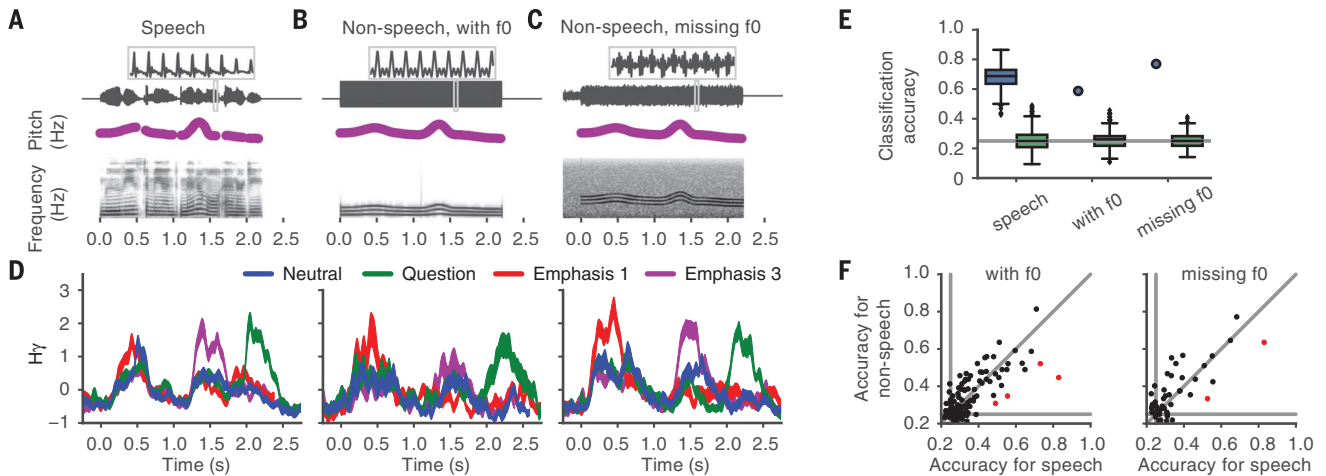 A
Speech
B
Non-speech, with f0
C
Non-speech, missing f0
Pitch
(Hz)
Frequency
(Hz)
0.0 0.5 1.0 1.5 2.0 2.5
0.0 0.5 1.0 1.5 2.0 2.5
0.0 0.5 1.0 1.5 2.0 2.5
D
Neutral
Question
Emphasis 1
Emphasis 3
Hγ
3
2
1
0
−1
0.0 0.5 1.0 1.5 2.0 2.5
Time (s)
0.0 0.5 1.0 1.5 2.0 2.5
Time (s)
0.0 0.5 1.0 1.5 2.0 2.5
Time (s)
E
Classification
accuracy
1.0
0.8
0.6
0.4
0.2
0
speech
with f0
missing f0
F
with f0
missing f0
Accuracy for
non-speech
1.0
0.8
0.6
0.4
0.2
0.2 0.4 0.6 0.8 1.0
Accuracy for speech
0.2 0.4 0.6 0.8 1.0
Accuracy for speech